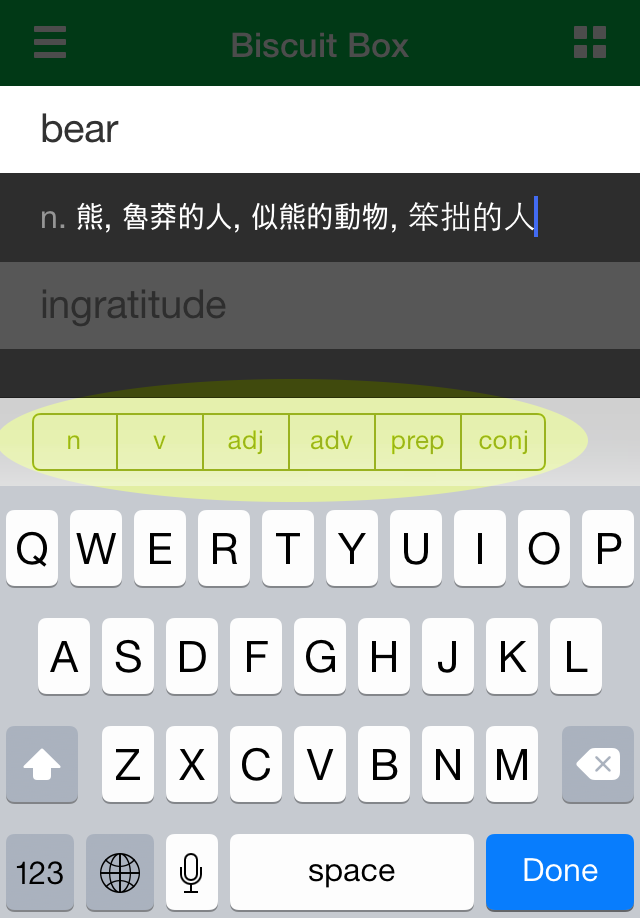 Biscuit Box
bear
n. 熊, 魯莽的人, 似熊的動物, 笨拙的人
ingratitude
n v adj adv prep conj
Q W E R T Y U I O P
A S D F G H J K L
Z X C V B N M
123 space Done